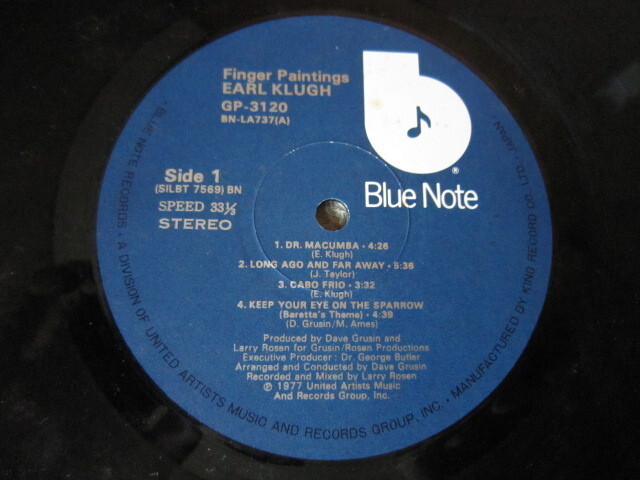 Finger Paintings
EARL KLUGH
GP-3120
BN-LA737(A)
b
®
Blue Note
Side 1
(SILBT 7569) BN
SPEED 33⅓
STEREO
1. DR. MACUMBA • 4:26
(E. Klugh)
2. LONG AGO AND FAR AWAY • 5:36
(J. Taylor)
3. CABO FRIO • 3:32
(E. Klugh)
4. KEEP YOUR EYE ON THE SPARROW
(Baretta's Theme) • 4:39
(D. Grusin/M. Ames)
Produced by Dave Grusin and
Larry Rosen for Grusin/Rosen Productions
Executive Producer : Dr. George Butler
Arranged and Conducted by Dave Grusin
Recorded and Mixed by Larry Rosen
℗ 1977 United Artists Music
And Records Group, Inc.
BLUE NOTE RECORDS • A DIVISION OF UNITED ARTISTS MUSIC AND RECORDS GROUP, INC. • MANUFACTURED BY KING RECORD CO. LTD. JAPAN